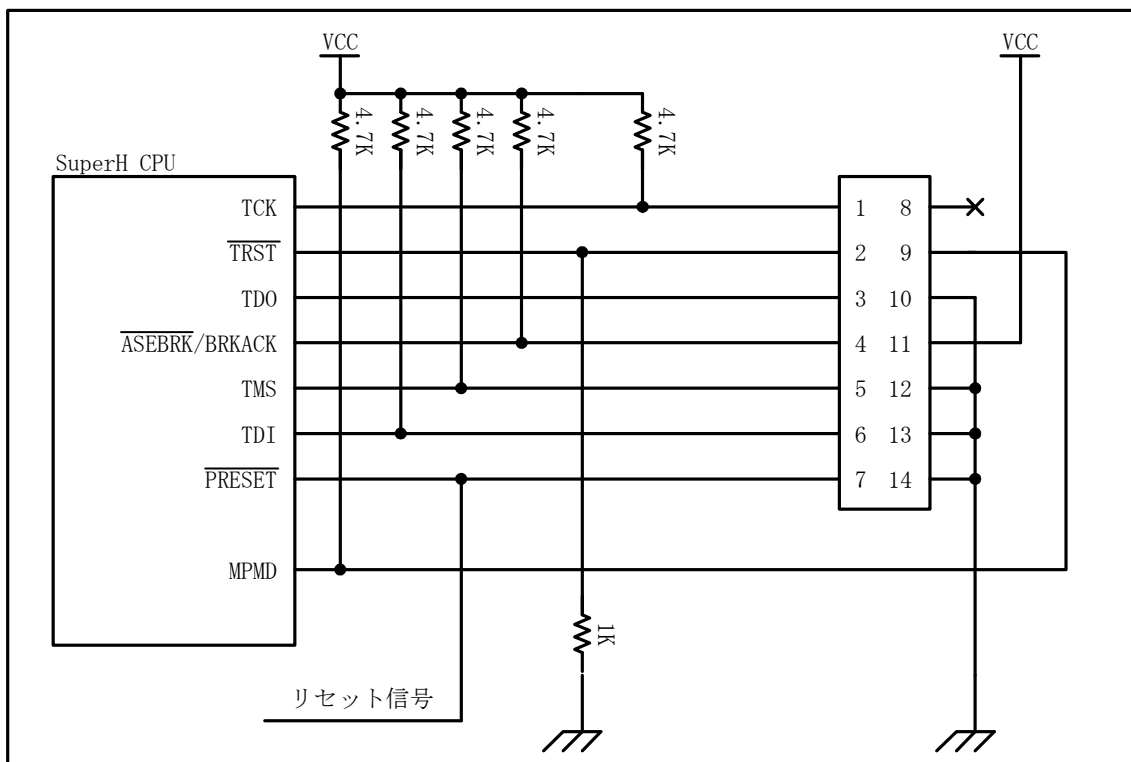 VCC
VCC
4.7K
4.7K
4.7K
4.7K
4.7K
SuperH CPU
TCK
1 8
TRST
2 9
TDO
3 10
ASEBRK/BRKACK
4 11
TMS
5 12
TDI
6 13
PRESET
7 14
MPMD
1K
リセット信号